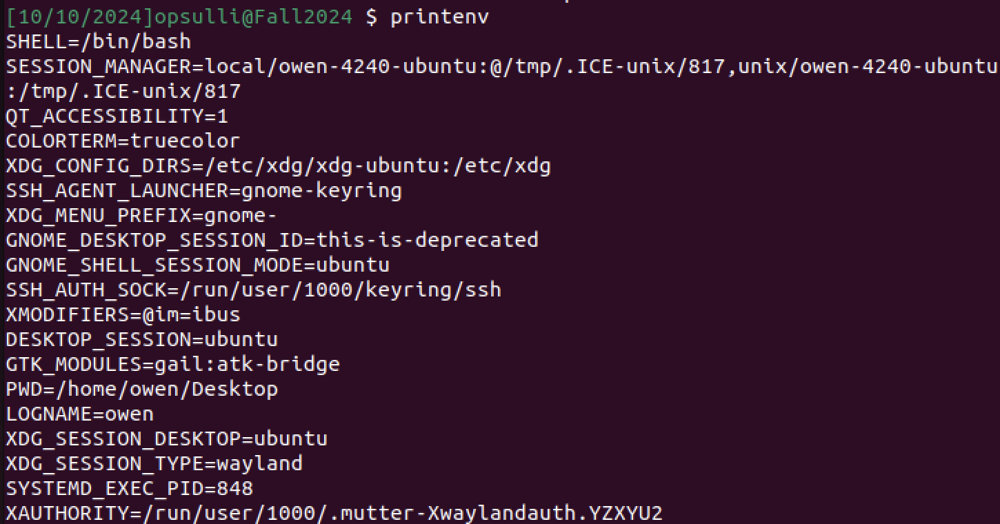 [10/10/2024]opsulli@Fall2024 $ printenv
SHELL=/bin/bash
SESSION_MANAGER=local/owen-4240-ubuntu:@/tmp/.ICE-unix/817,unix/owen-4240-ubuntu
:/tmp/.ICE-unix/817
QT_ACCESSIBILITY=1
COLORTERM=truecolor
XDG_CONFIG_DIRS=/etc/xdg/xdg-ubuntu:/etc/xdg
SSH_AGENT_LAUNCHER=gnome-keyring
XDG_MENU_PREFIX=gnome-
GNOME_DESKTOP_SESSION_ID=this-is-deprecated
GNOME_SHELL_SESSION_MODE=ubuntu
SSH_AUTH_SOCK=/run/user/1000/keyring/ssh
XMODIFIERS=@im=ibus
DESKTOP_SESSION=ubuntu
GTK_MODULES=gail:atk-bridge
PWD=/home/owen/Desktop
LOGNAME=owen
XDG_SESSION_DESKTOP=ubuntu
XDG_SESSION_TYPE=wayland
SYSTEMD_EXEC_PID=848
XAUTHORITY=/run/user/1000/.mutter-Xwaylandauth.YZXYU2